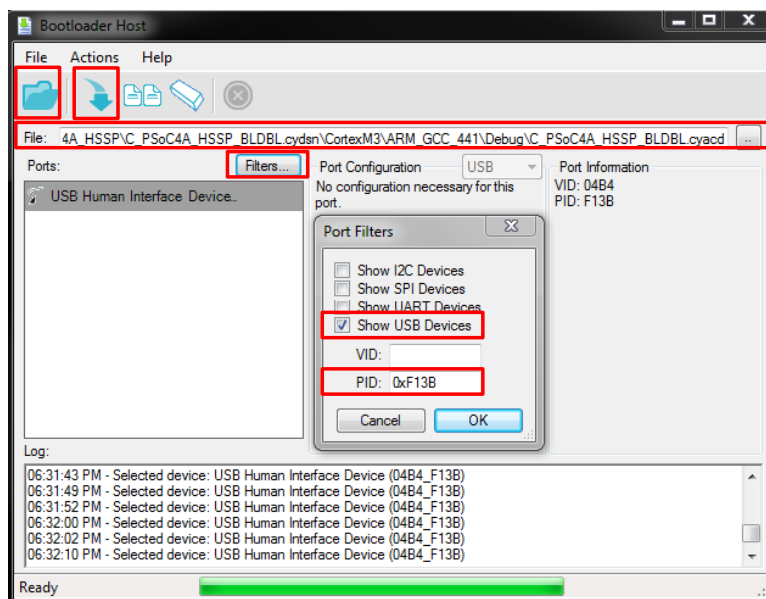 Bootloader Host
File Actions Help
File: 4A_HSSP\C_PSoC4A_HSSP_BLDBL.cydsn\CortexM3\ARM_GCC_441\Debug\C_PSoC4A_HSSP_BLDBL.cyacd ..
Ports: Filters... Port Configuration USB Port Information
USB Human Interface Device..
No configuration necessary for this
port.
VID: 04B4
PID: F13B
Port Filters
Show I2C Devices
Show SPI Devices
Show UART Devices
Show USB Devices
VID:
PID: 0xF13B
Cancel OK
Log:
06:31:43 PM - Selected device: USB Human Interface Device (04B4_F13B)
06:31:49 PM - Selected device: USB Human Interface Device (04B4_F13B)
06:31:52 PM - Selected device: USB Human Interface Device (04B4_F13B)
06:32:00 PM - Selected device: USB Human Interface Device (04B4_F13B)
06:32:02 PM - Selected device: USB Human Interface Device (04B4_F13B)
06:32:10 PM - Selected device: USB Human Interface Device (04B4_F13B)
Ready